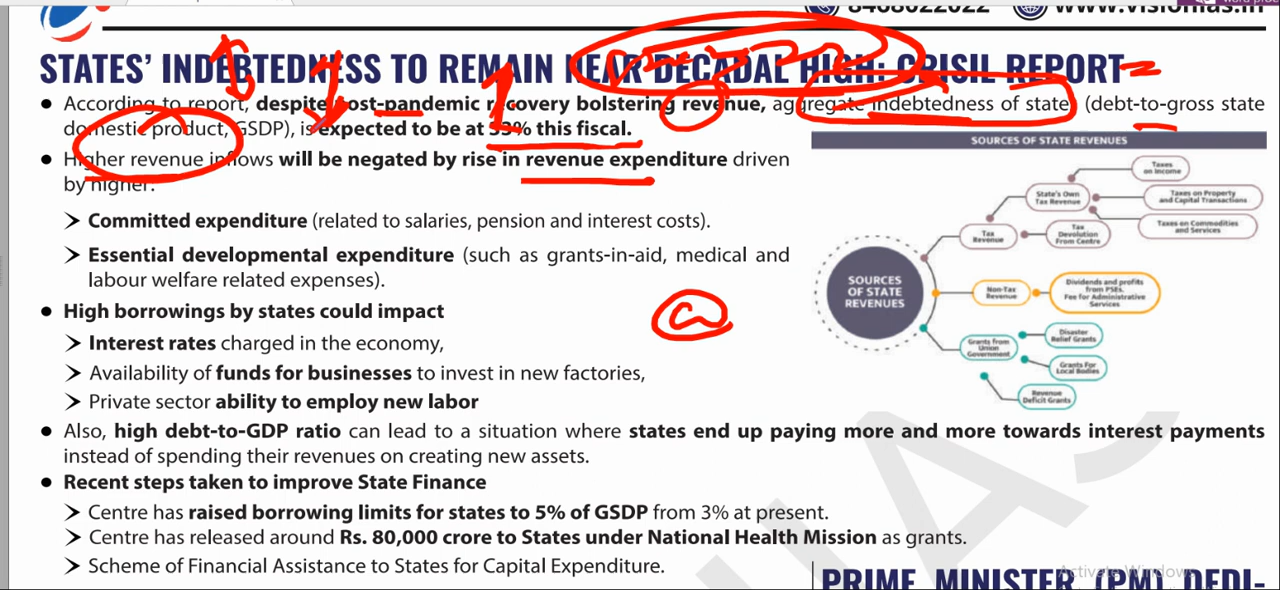 8468022022 www.visionias.in
STATES' INDEBTEDNESS TO REMAIN NEAR DECADAL HIGH: CRISIL REPORT
• According to report, despite post-pandemic recovery bolstering revenue, aggregate indebtedness of state (debt-to-gross state
domestic product, GSDP), is expected to be at 33% this fiscal.
• Higher revenue inflows will be negated by rise in revenue expenditure driven
by higher:
➤ Committed expenditure (related to salaries, pension and interest costs).
➤ Essential developmental expenditure (such as grants-in-aid, medical and
labour welfare related expenses).
• High borrowings by states could impact
➤ Interest rates charged in the economy,
➤ Availability of funds for businesses to invest in new factories,
➤ Private sector ability to employ new labor
SOURCES OF STATE REVENUES
SOURCES
OF STATE
REVENUES
Tax
Revenue
State's Own
Tax Revenue
Taxes
on Income
Taxes on Property
and Capital Transactions
Taxes on Commodities
and Services
Tax
Devolution
From Centre
Non-Tax
Revenue
Dividends and profits
from PSEs.
Fee for Administrative
Services
Grants from
Union
Government
Disaster
Relief Grants
Grants For
Local Bodies
Revenue
Deficit Grants
• Also, high debt-to-GDP ratio can lead to a situation where states end up paying more and more towards interest payments
instead of spending their revenues on creating new assets.
• Recent steps taken to improve State Finance
➤ Centre has raised borrowing limits for states to 5% of GSDP from 3% at present.
➤ Centre has released around Rs. 80,000 crore to States under National Health Mission as grants.
➤ Scheme of Financial Assistance to States for Capital Expenditure.
Activate Windows
PRIME MINISTER (PM) DEDI-